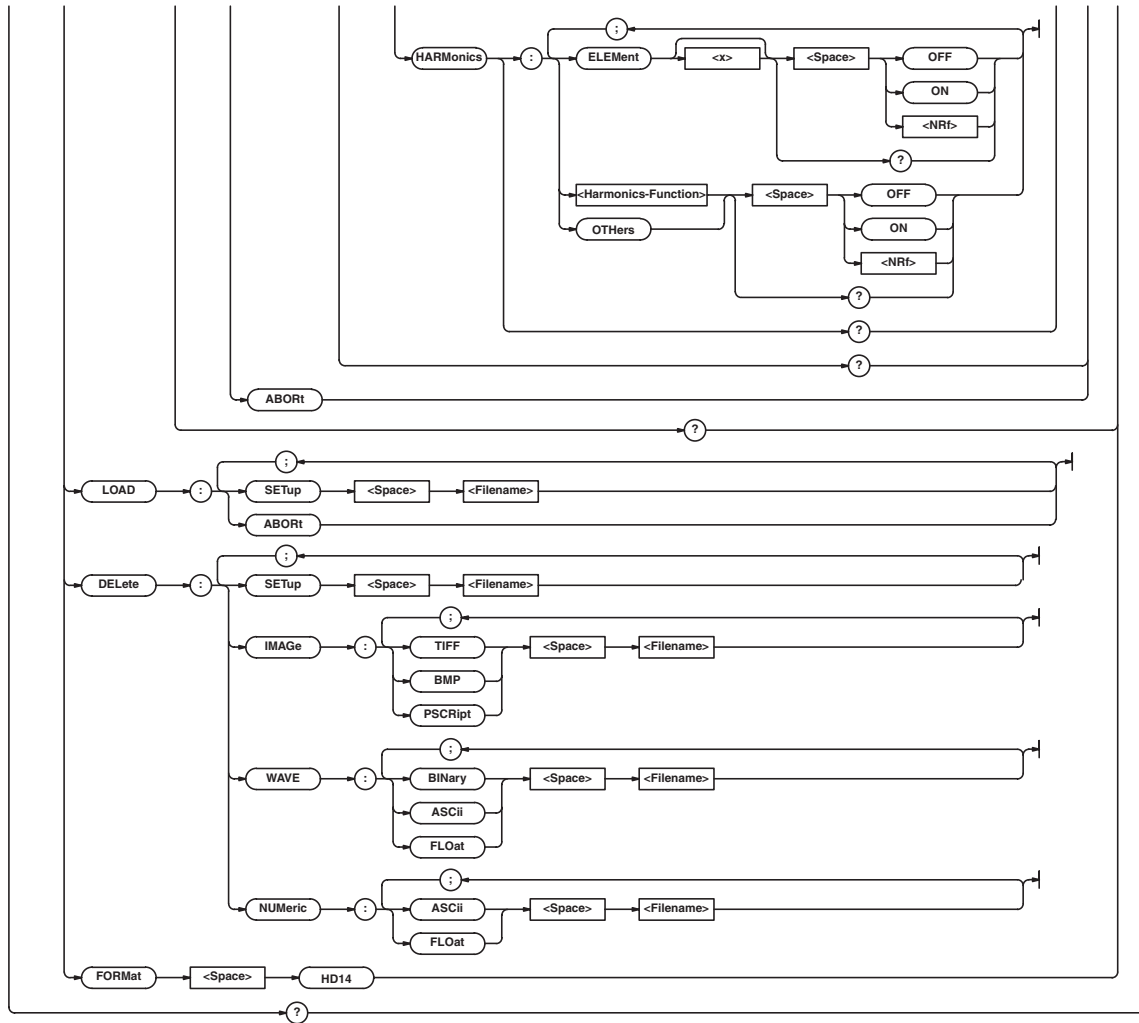 ;
HARMonics : ELEMent <x> <Space> OFF
ON
<NRf>
?
<Harmonics-Function> <Space> OFF
OTHers ON
<NRf>
?
?
?
ABORt
?
;
LOAD : SETup <Space> <Filename>
ABORt
;
DELete : SETup <Space> <Filename>
;
IMAGe : TIFF <Space> <Filename>
BMP
PSCRipt
;
WAVE : BINary <Space> <Filename>
ASCii
FLOat
;
NUMeric : ASCii <Space> <Filename>
FLOat
FORMat <Space> HD14
?